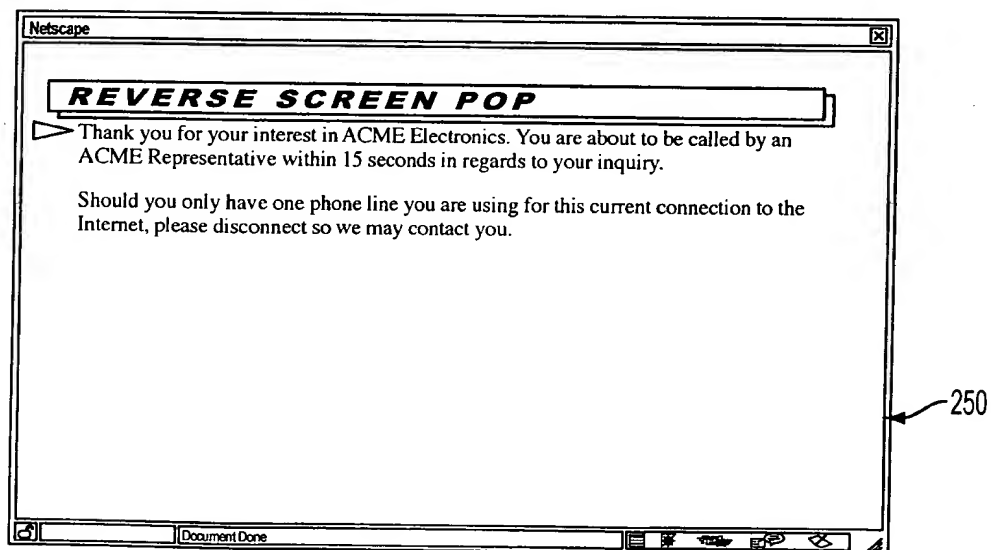 Netscape
REVERSE SCREEN POP
Thank you for your interest in ACME Electronics. You are about to be called by an
ACME Representative within 15 seconds in regards to your inquiry.
Should you only have one phone line you are using for this current connection to the
Internet, please disconnect so we may contact you.
250
Document Done